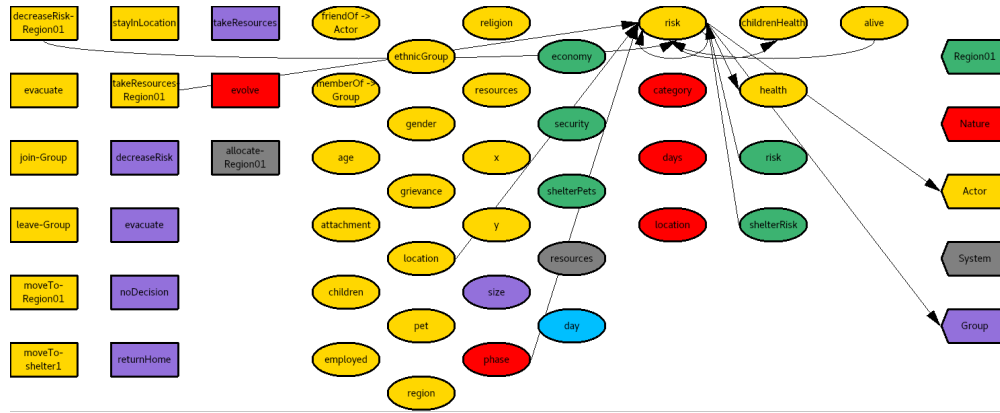 decreaseRisk-
Region01
stayInLocation
takeResources
friendOf ->
Actor
religion
risk
childrenHealth
alive
ethnicGroup
economy
Region01
evacuate
takeResources-
Region01
evolve
memberOf ->
Group
resources
category
health
gender
security
Nature
join-Group
decreaseRisk
allocate-
Region01
age
x
days
risk
grievance
shelterPets
Actor
leave-Group
evacuate
attachment
y
location
shelterRisk
location
resources
System
moveTo-
Region01
noDecision
children
size
pet
day
Group
moveTo-
shelter1
returnHome
employed
phase
region